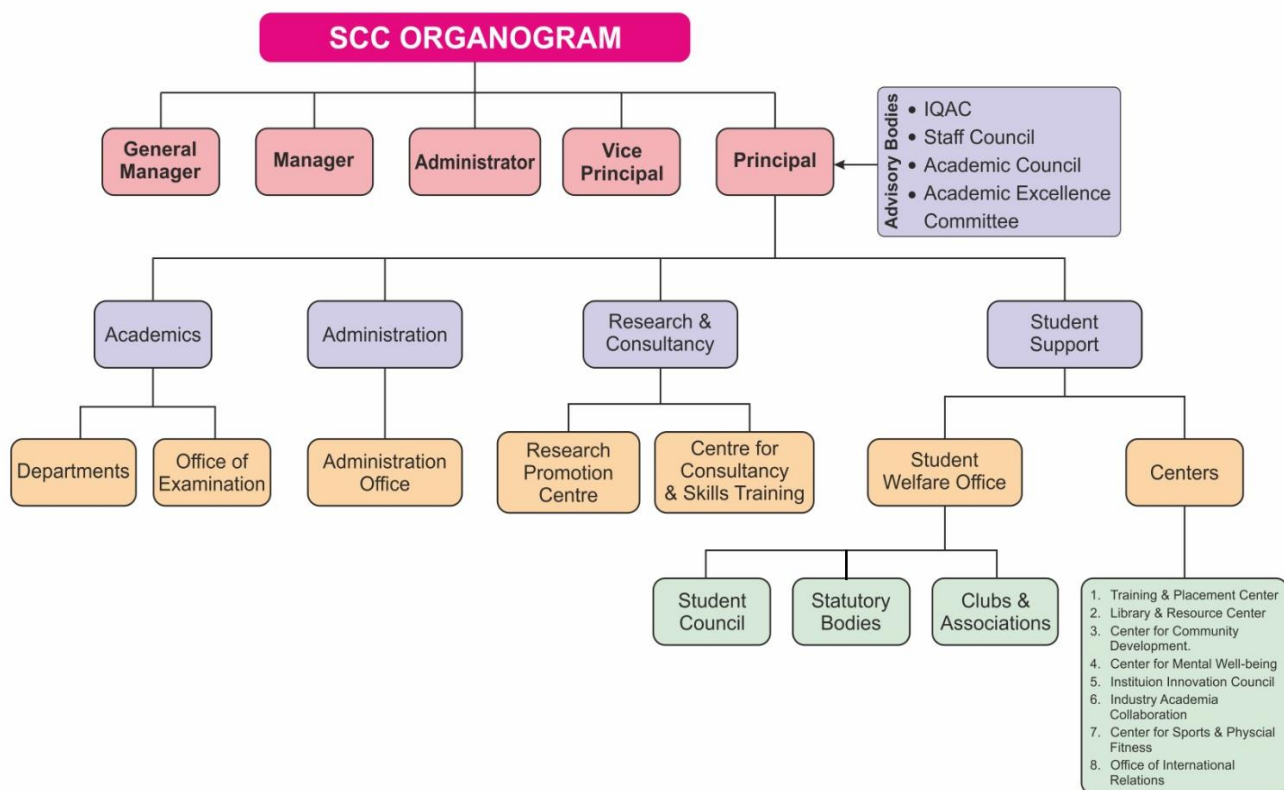 SCC ORGANOGRAM
General
Manager
Manager
Administrator
Vice
Principal
Principal
Advisory Bodies
• IQAC
• Staff Council
• Academic Council
• Academic Excellence
Committee
Academics
Administration
Research &
Consultancy
Student
Support
Departments
Office of
Examination
Administration
Office
Research
Promotion
Centre
Centre for
Consultancy
& Skills Training
Student
Welfare Office
Centers
Student
Council
Statutory
Bodies
Clubs &
Associations
1. Training & Placement Center
2. Library & Resource Center
3. Center for Community
Development.
4. Center for Mental Well-being
5. Instituion Innovation Council
6. Industry Academia
Collaboration
7. Center for Sports & Physcial
Fitness
8. Office of International
Relations